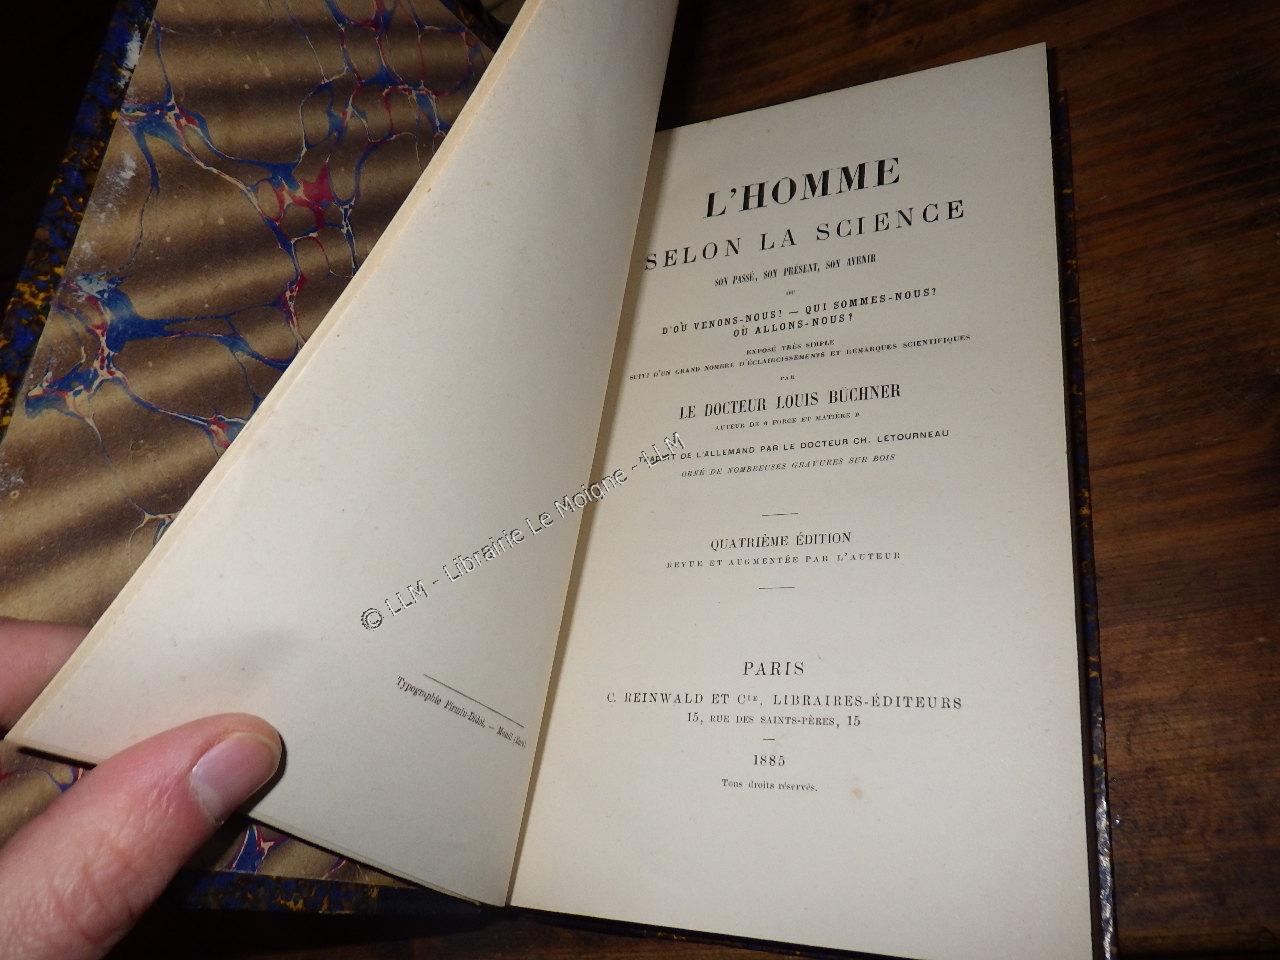 L'HOMME
SELON LA SCIENCE
SON PASSÉ, SON PRÉSENT, SON AVENIR
OU
D'OÙ VENONS-NOUS? — QUI SOMMES-NOUS?
OÙ ALLONS-NOUS?
EXPOSÉ TRÈS SIMPLE
SUIVI D'UN GRAND NOMBRE D'ÉCLAIRCISSEMENTS ET REMARQUES SCIENTIFIQUES
PAR
LE DOCTEUR LOUIS BÜCHNER
AUTEUR DE « FORCE ET MATIÈRE »
TRADUIT DE L'ALLEMAND PAR LE DOCTEUR CH. LETOURNEAU
ORNÉ DE NOMBREUSES GRAVURES SUR BOIS
QUATRIÈME ÉDITION
REVUE ET AUGMENTÉE PAR L'AUTEUR
PARIS
C. REINWALD ET Cie, LIBRAIRES-ÉDITEURS
15, RUE DES SAINTS-PÈRES, 15
1885
Tous droits réservés.
Typographie Firmin-Didot. — Mesnil (Eure)
© LLM - Librairie Le Moigne - LLM